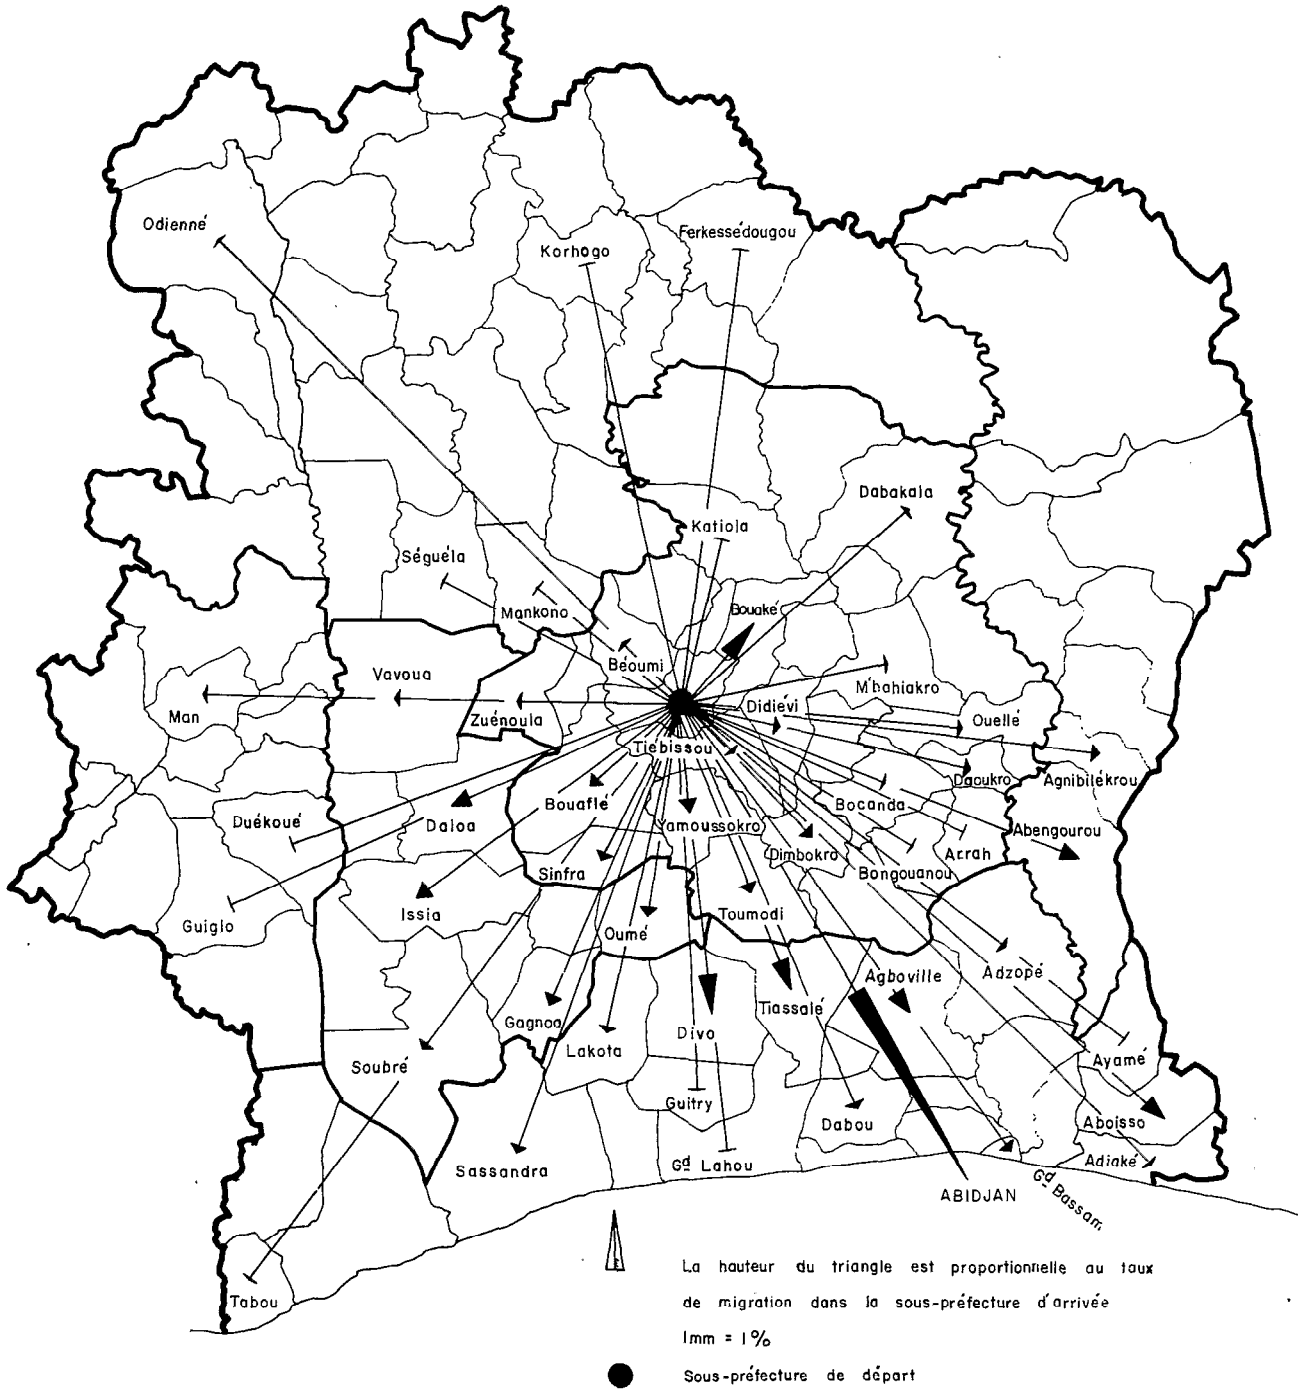 Odienné
Korhogo
Ferkessédougou
Dabakala
Katiola
Séguéla
Mankono
Bouaké
Béoumi
Vavoua
M'bahiakro
Man
Zuénoula
Didiévi
Ouellé
Tiébissou
Daoukro
Agnibilékrou
Bouaflé
Bocanda
Duékoué
Daloa
Yamoussokro
Abengourou
Dimbokro
Arrah
Sinfra
Bongouanou
Issia
Toumodi
Guiglo
Oumé
Agboville
Adzopé
Tiassalé
Gagnoa
Divo
Lakota
Ayamé
Soubré
Guitry
Dabou
Aboisso
Sassandra
Gd Lahou
Adiaké
ABIDJAN
Gd Bassam
Tabou
La hauteur du triangle est proportionnelle au taux
de migration dans la sous-préfecture d'arrivée
1mm = 1%
Sous-préfecture de départ